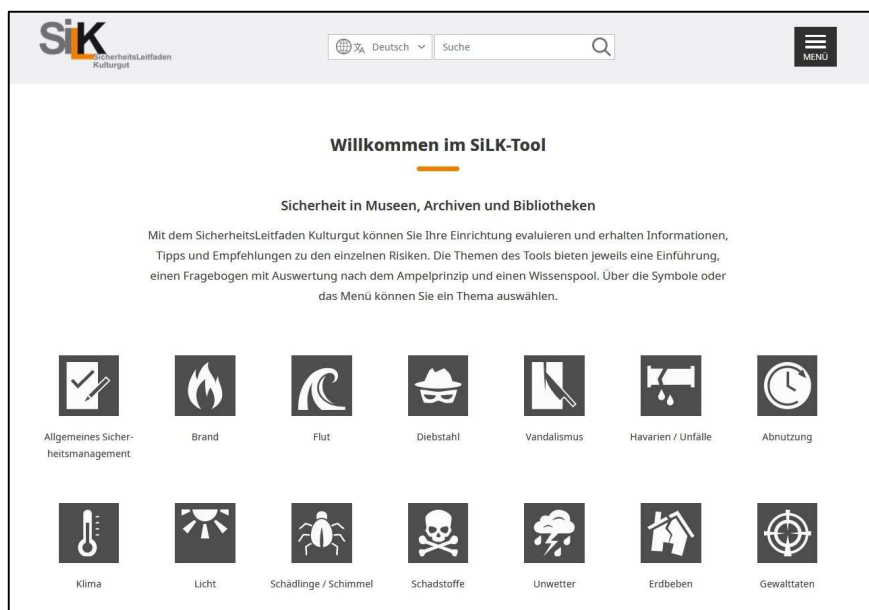 SiLK
SicherheitsLeitfaden
Kulturgut
Deutsch
Suche
MENÜ
Willkommen im SiLK-Tool
Sicherheit in Museen, Archiven und Bibliotheken
Mit dem SicherheitsLeitfaden Kulturgut können Sie Ihre Einrichtung evaluieren und erhalten Informationen,
Tipps und Empfehlungen zu den einzelnen Risiken. Die Themen des Tools bieten jeweils eine Einführung,
einen Fragebogen mit Auswertung nach dem Ampelprinzip und einen Wissenspool. Über die Symbole oder
das Menü können Sie ein Thema auswählen.
Allgemeines Sicher-
heitsmanagement
Brand
Flut
Diebstahl
Vandalismus
Havarien / Unfälle
Abnutzung
Klima
Licht
Schädlinge / Schimmel
Schadstoffe
Unwetter
Erdbeben
Gewalttaten